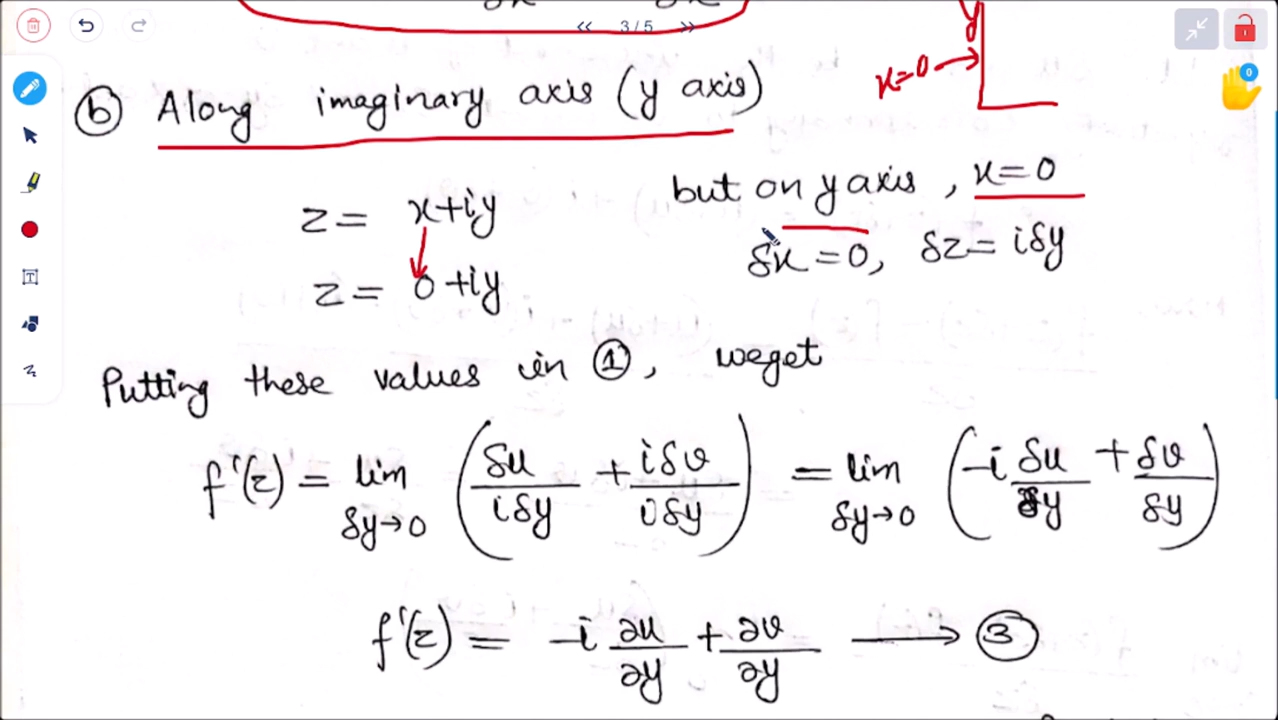 3/5
y
x=0
0
(b) Along imaginary axis (y axis)
z= x+iy
but on y axis, x=0
z= 0+iy
δx=0, δz= iδy
Putting these values in (1), weget
f'(z) = lim δy→0 (δu/iδy + iδv/iδy) = lim δy→0 (-i δu/δy + δv/δy)
f'(z) = -i ∂u/∂y + ∂v/∂y ⟶ (3)